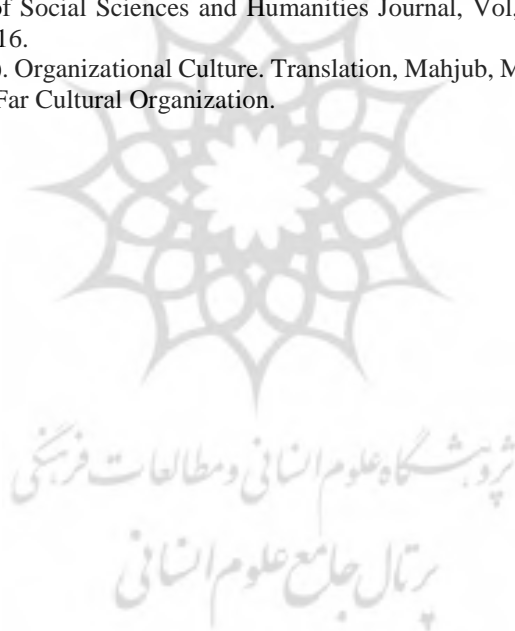 of Social Sciences and Humanities Journal, Vol,
16.
). Organizational Culture. Translation, Mahjub, M
Far Cultural Organization.
پژوهشگاه علوم انسانی و مطالعات فرهنگی
پرتال جامع علوم انسانی